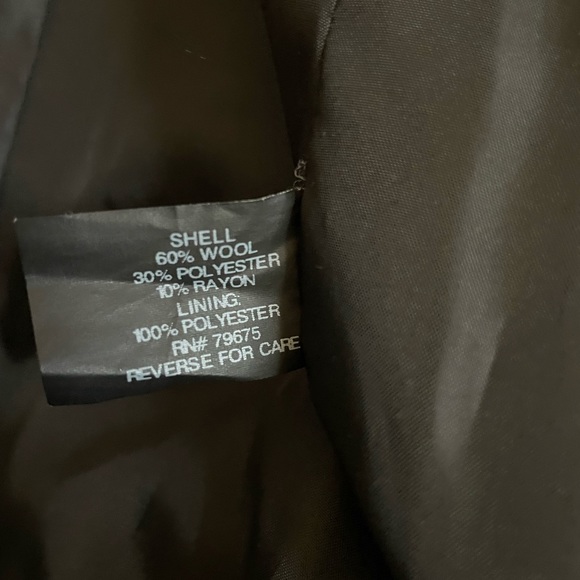 SHELL
60% WOOL
30% POLYESTER
10% RAYON
LINING:
100% POLYESTER
RN# 79675
REVERSE FOR CARE